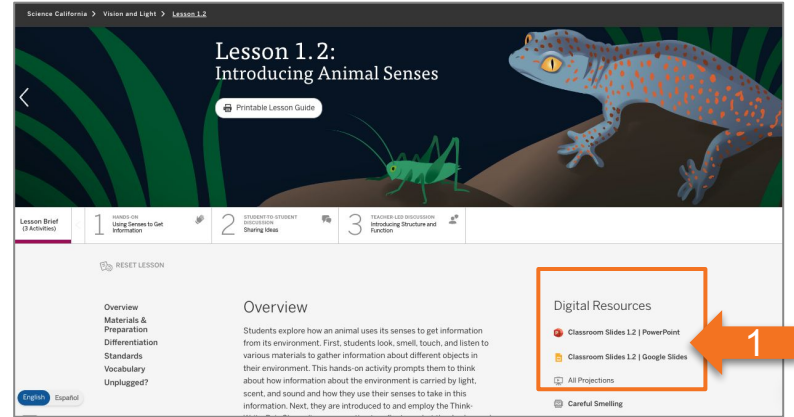 Science California > Vision and Light > Lesson 1.2
Lesson 1.2:
Introducing Animal Senses
Printable Lesson Guide
Lesson Brief
(3 Activities)
1
HANDS-ON
Using Senses to Get
Information
2
STUDENT-TO-STUDENT
DISCUSSION
Sharing Ideas
3
TEACHER-LED DISCUSSION
Introducing Structure and
Function
RESET LESSON
Overview
Materials &
Preparation
Differentiation
Standards
Vocabulary
Unplugged?
English Español
Overview
Students explore how an animal uses its senses to get information
from its environment. First, students look, smell, touch, and listen to
various materials to gather information about different objects in
their environment. This hands-on activity prompts them to think
about how information about the environment is carried by light,
scent, and sound and how they use their senses to take in this
information. Next, they are introduced to and employ the Think-
Digital Resources
Classroom Slides 1.2 | PowerPoint
Classroom Slides 1.2 | Google Slides
All Projections
Careful Smelling
1